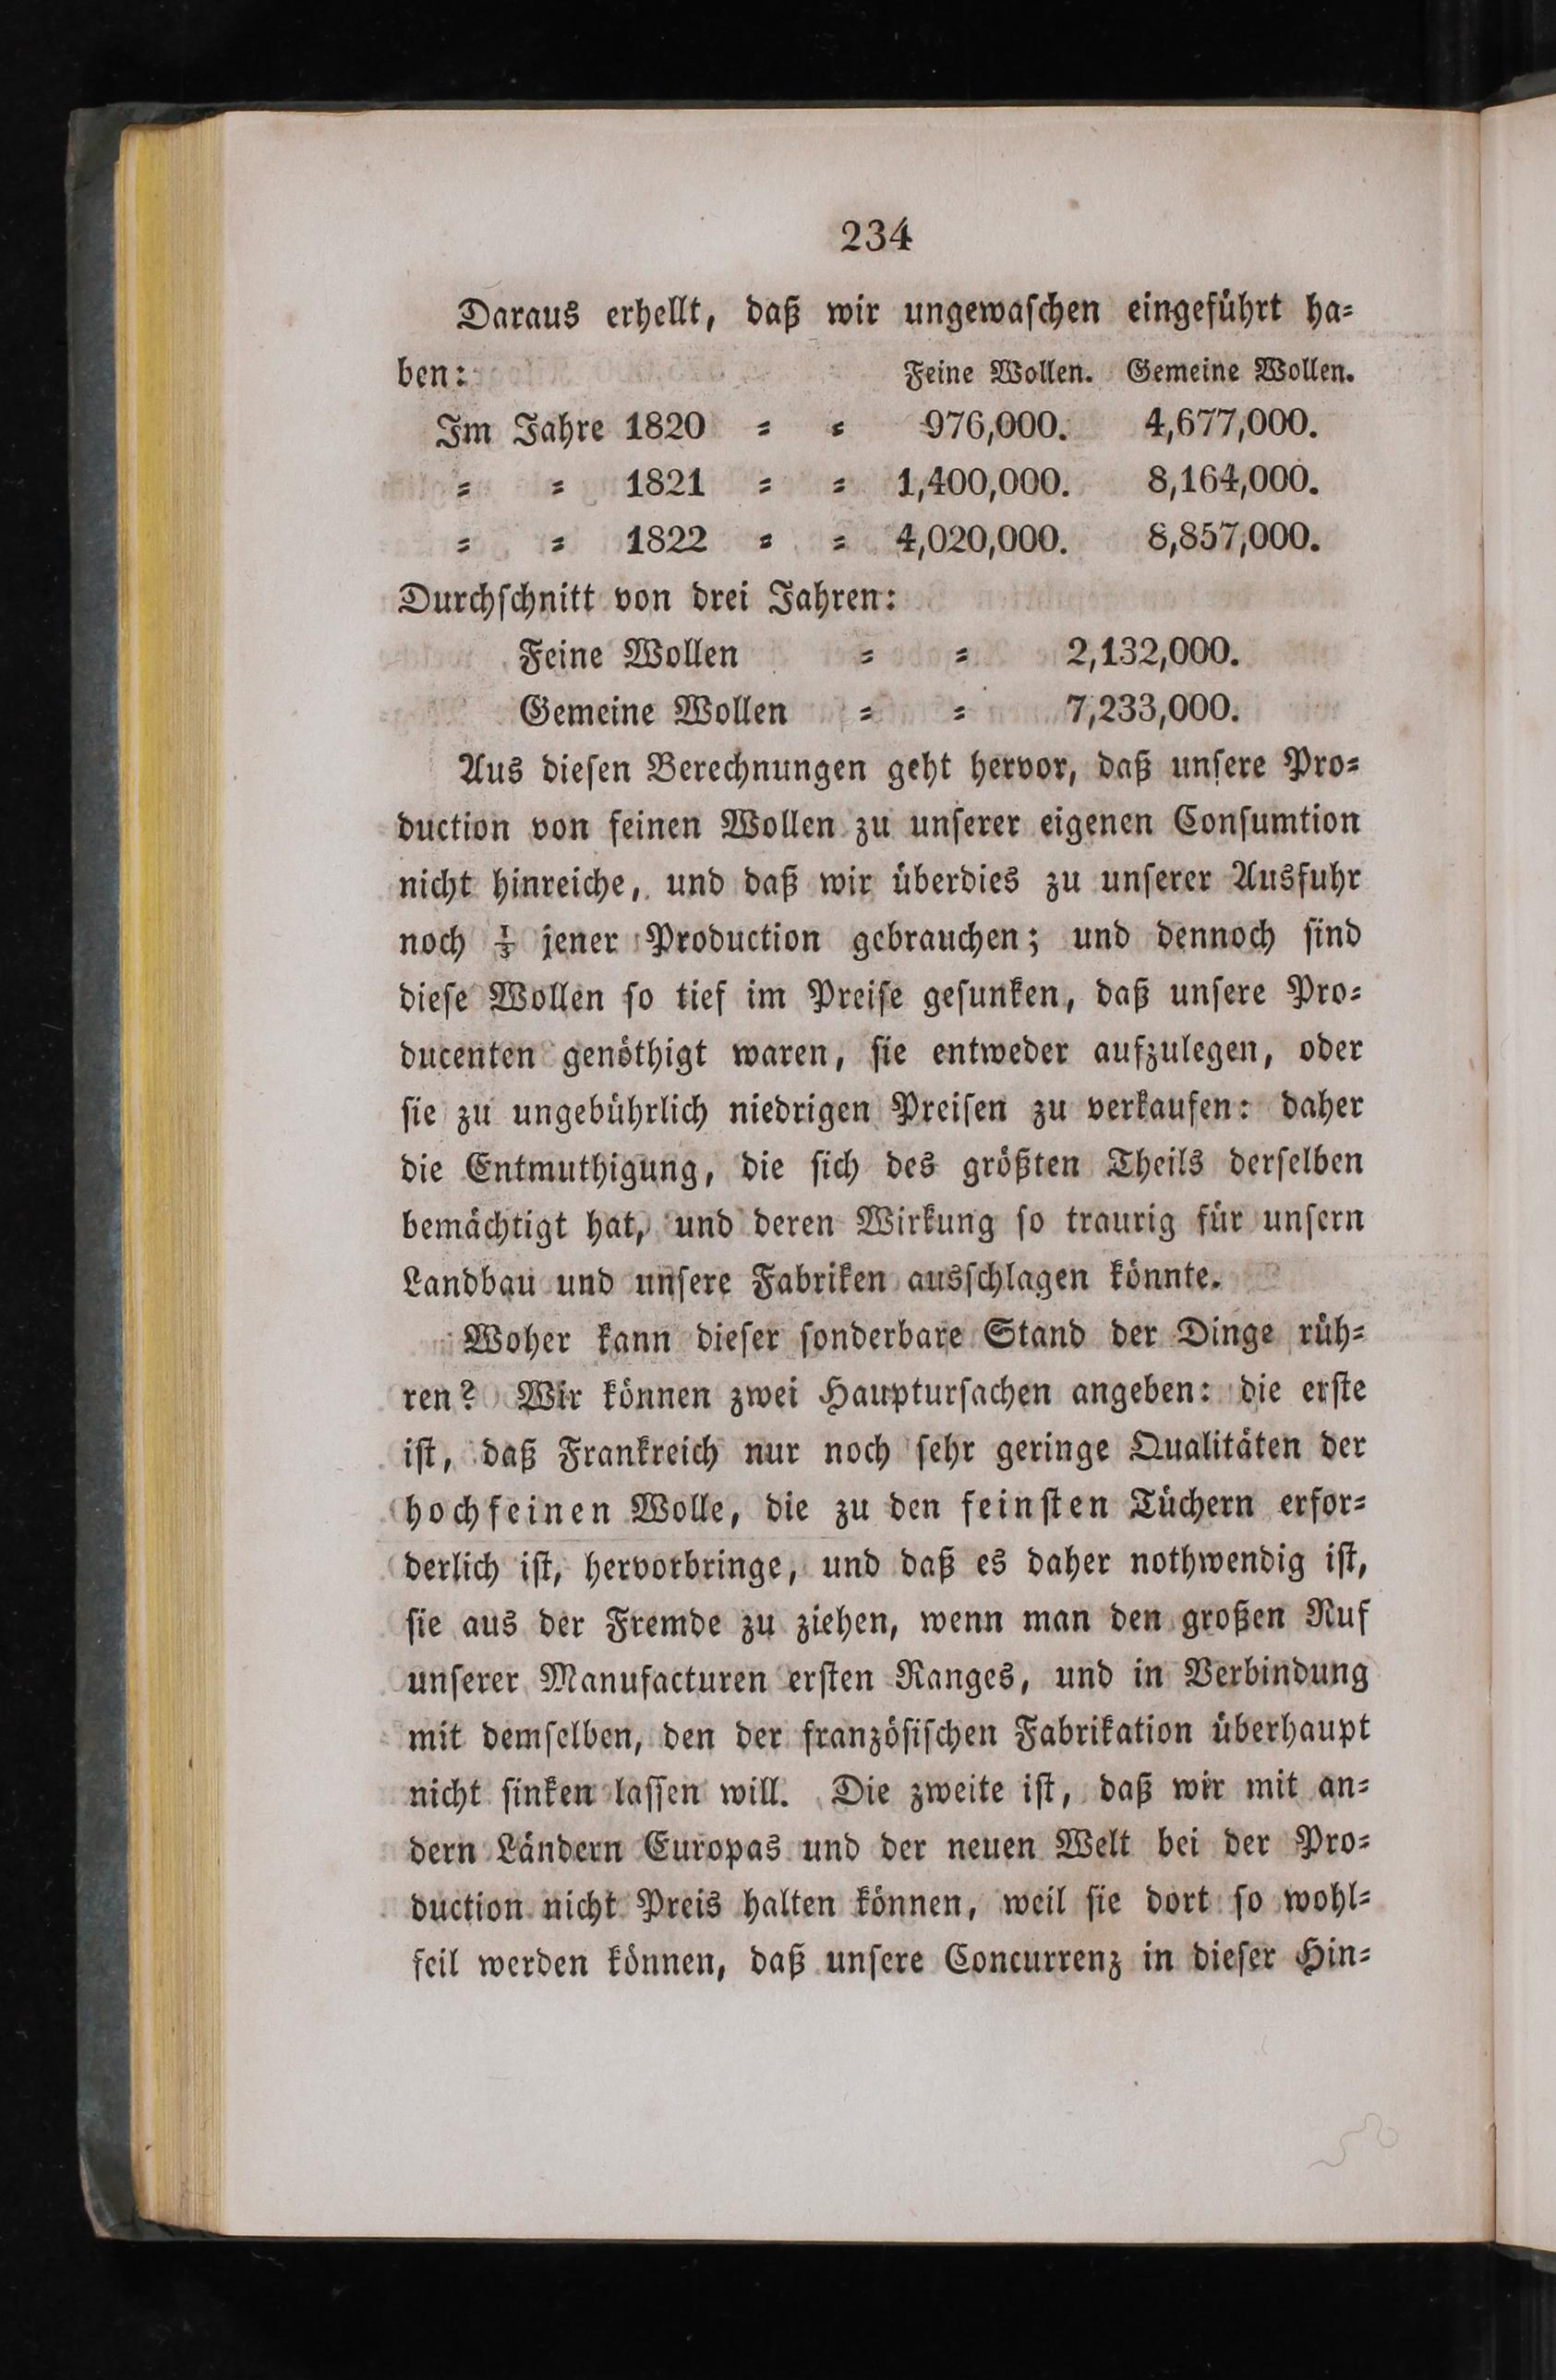 234
Daraus erhellt, daß wir ungewaſchen eingeführt ha⸗
ben: Feine Wollen. Gemeine Wollen.
Im Jahre 1820 ⸗ ⸗ 976,000. 4,677,000.
⸗ ⸗ 1821 ⸗ ⸗ 1,400,000. 8,164,000.
⸗ ⸗ 1822 ⸗ ⸗ 4,020,000. 8,857,000.
Durchſchnitt von drei Jahren:
Feine Wollen ⸗ ⸗ 2,132,000.
Gemeine Wollen ⸗ ⸗ 7,233,000.
Aus dieſen Berechnungen geht hervor, daß unſere Pro⸗
duction von feinen Wollen zu unſerer eigenen Conſumtion
nicht hinreiche, und daß wir überdies zu unſerer Ausfuhr
noch jener Production gebrauchen; und dennoch ſind
dieſe Wollen ſo tief im Preiſe geſunken, daß unſere Pro⸗
ducenten genöthigt waren, ſie entweder aufzulegen, oder
ſie zu ungebührlich niedrigen Preiſen zu verkaufen: daher
die Entmuthigung, die ſich des größten Theils derſelben
bemächtigt hat, und deren Wirkung ſo traurig für unſern
Landbau und unſere Fabriken ausſchlagen könnte.
Woher kann dieſer ſonderbare Stand der Dinge rüh⸗
ren? Wir können zwei Haupturſachen angeben: die erſte
iſt, daß Frankreich nur noch ſehr geringe Qualitäten der
hochfeinen Wolle, die zu den feinſten Tüchern erfor⸗
derlich iſt, hervorbringe, und daß es daher nothwendig iſt,
ſie aus der Fremde zu ziehen, wenn man den großen Ruf
unſerer Manufacturen erſten Ranges, und in Verbindung
mit demſelben, den der franzöſiſchen Fabrikation überhaupt
nicht ſinken laſſen will. Die zweite iſt, daß wir mit an⸗
dern Ländern Europas und der neuen Welt bei der Pro⸗
duction nicht Preis halten können, weil ſie dort ſo wohl⸗
feil werden können, daß unſere Concurrenz in dieſer Hin⸗